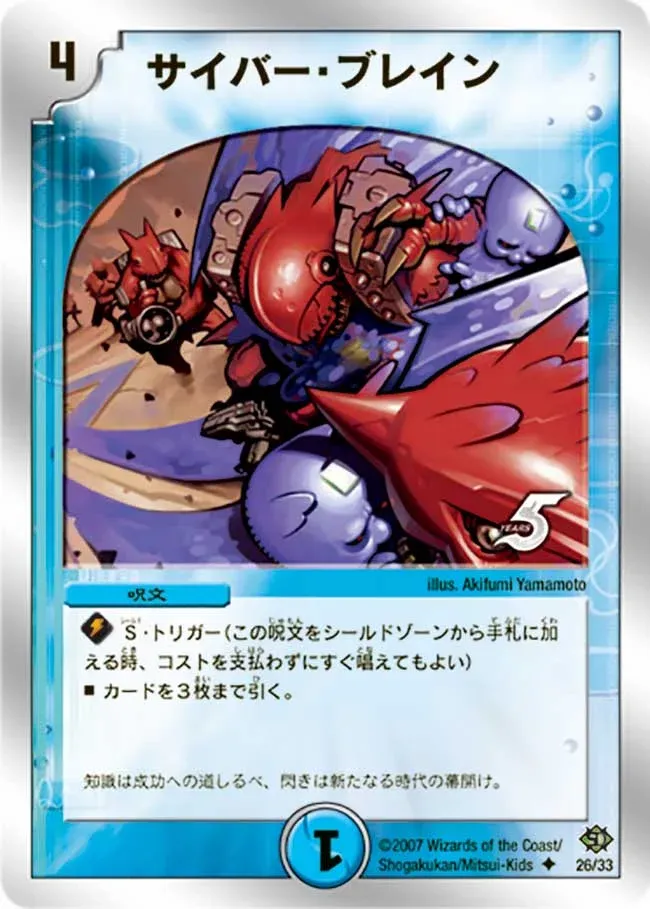 4
サイバー・ブレイン
YEARS 5
illus. Akifumi Yamamoto
呪文
S・トリガー(この呪文をシールドゾーンから手札に加
える時、コストを支払わずにすぐ唱えてもよい)
■ カードを3枚まで引く。
知識は成功への道しるべ、閃きは新たなる時代の幕開け。
1
©2007 Wizards of the Coast/
Shogakukan/Mitsui-Kids ♦ 26/33